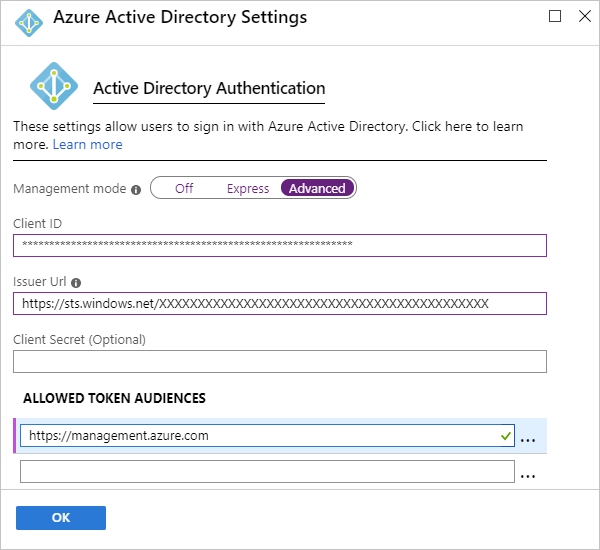 Azure Active Directory Settings
Active Directory Authentication
These settings allow users to sign in with Azure Active Directory. Click here to learn
more. Learn more
Management mode Off Express Advanced
Client ID
*************************************************************
Issuer Url
https://sts.windows.net/XXXXXXXXXXXXXXXXXXXXXXXXXXXXXXXXXXXXXXXXXXX
Client Secret (Optional)
ALLOWED TOKEN AUDIENCES
https://management.azure.com ...
...
OK